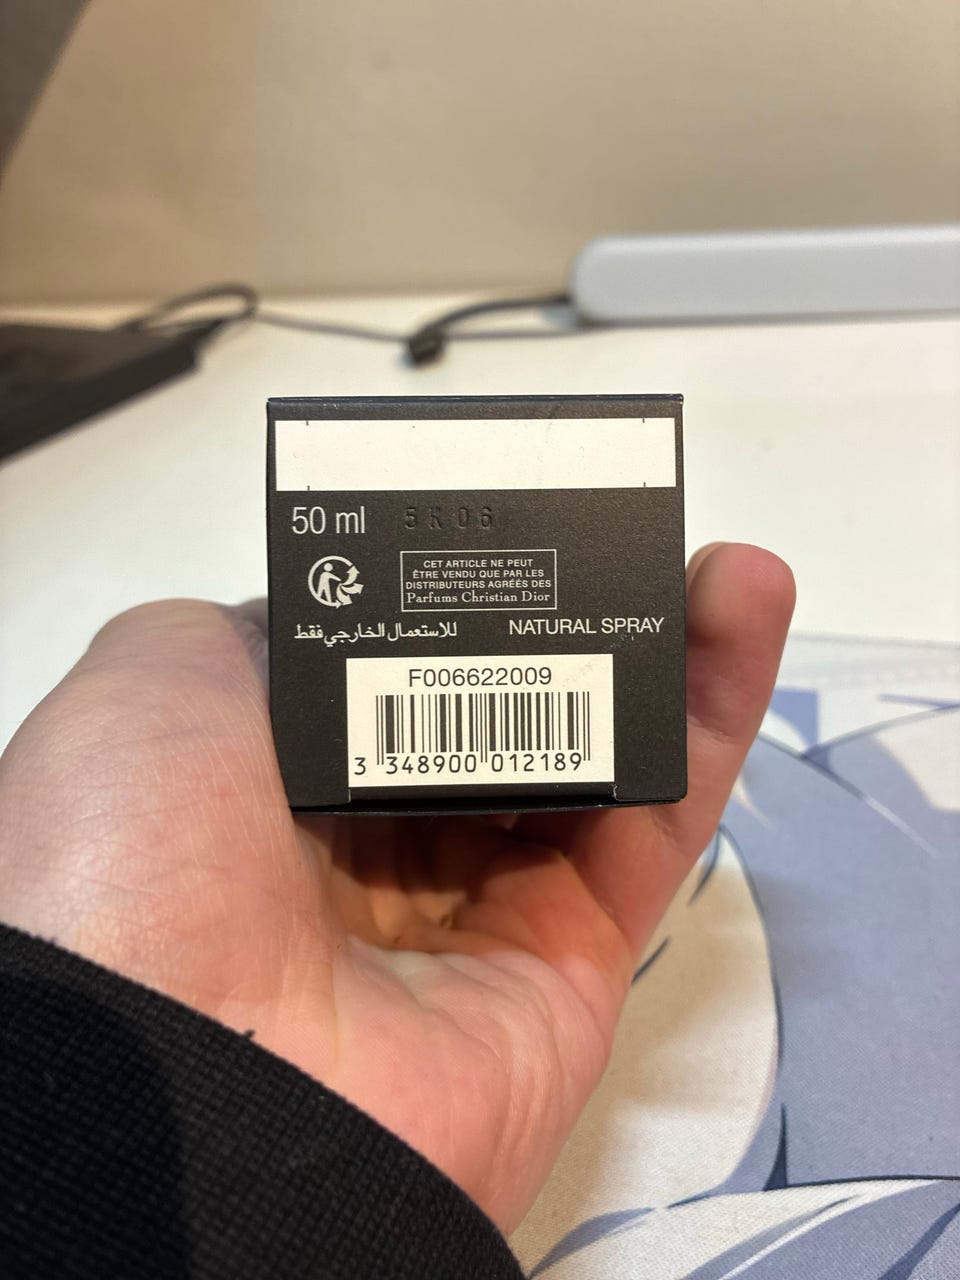 50 ml 5K06
CET ARTICLE NE PEUT
ÊTRE VENDU QUE PAR LES
DISTRIBUTEURS AGRÉÉS DES
Parfums Christian Dior
للاستعمال الخارجي فقط NATURAL SPRAY
F006622009
3 348900 012189